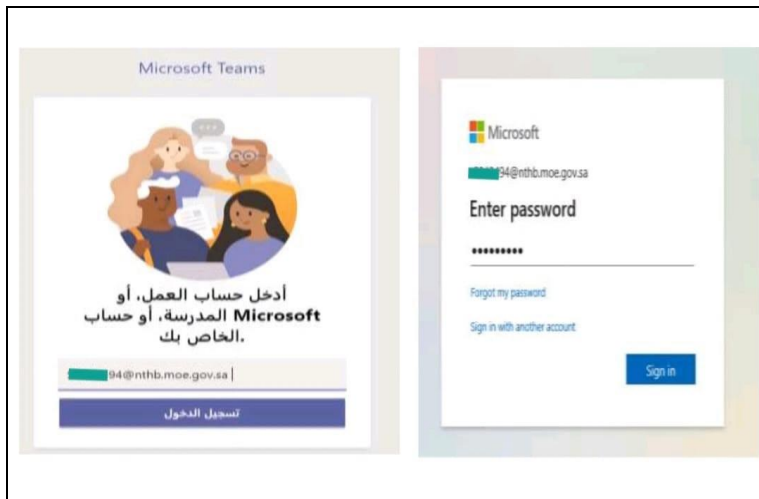 Microsoft Teams
أدخل حساب العمل، أو
Microsoft المدرسة، أو حساب
.الخاص بك
94@nthb.moe.gov.sa
تسجيل الدخول
Microsoft
94@nthb.moe.gov.sa
Enter password
•••••••••
Forgot my password
Sign in with another account
Sign in